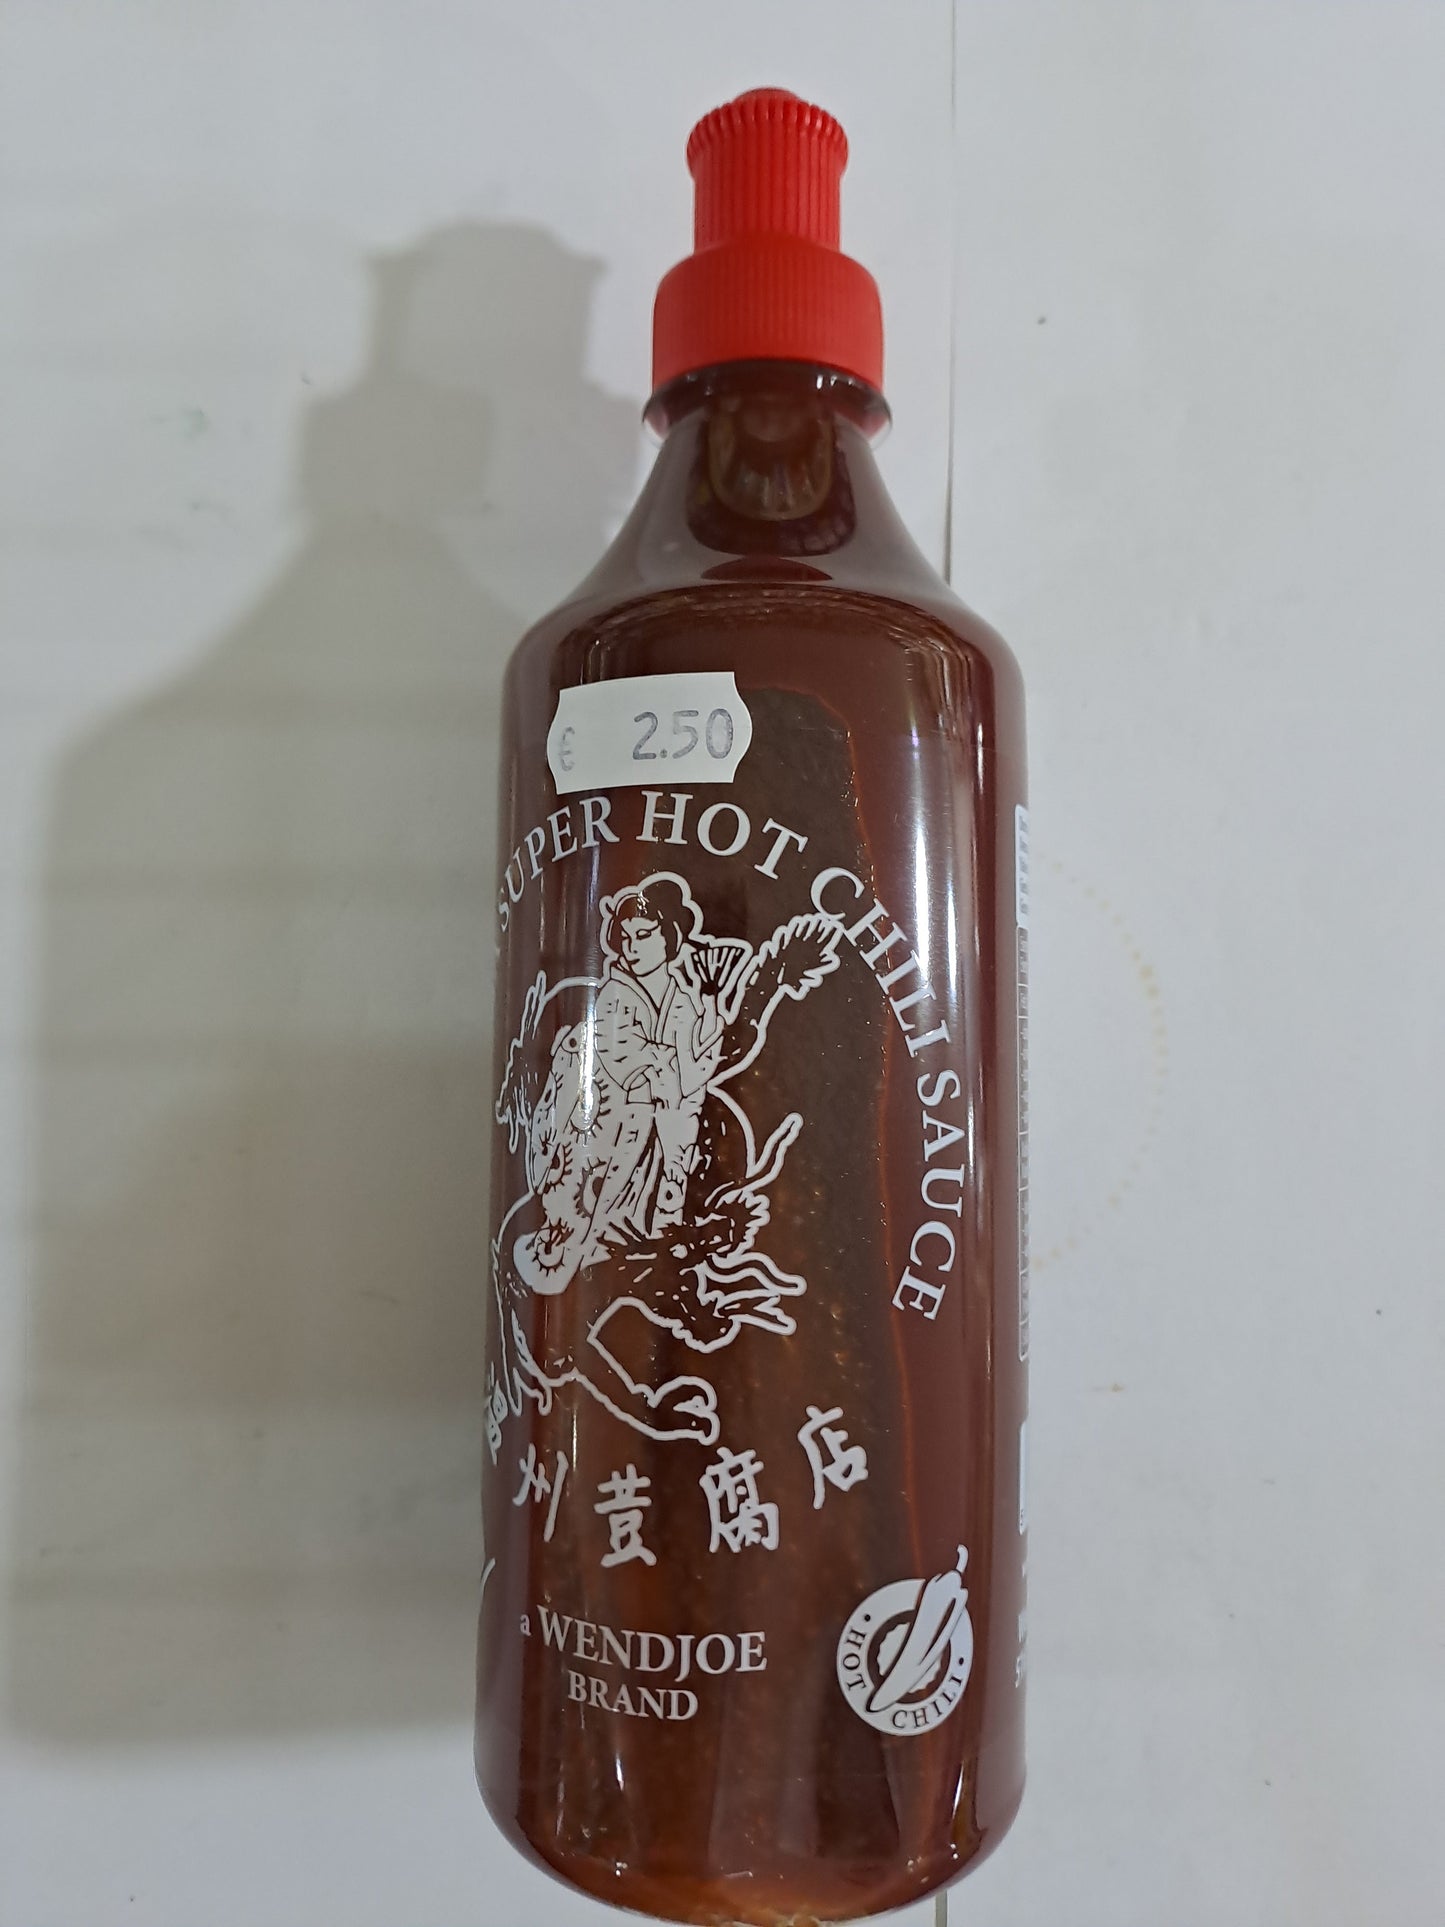 € 2.50
SUPER HOT CHILI SAUCE
州荳腐店
a WENDJOE
BRAND
HOT CHILI